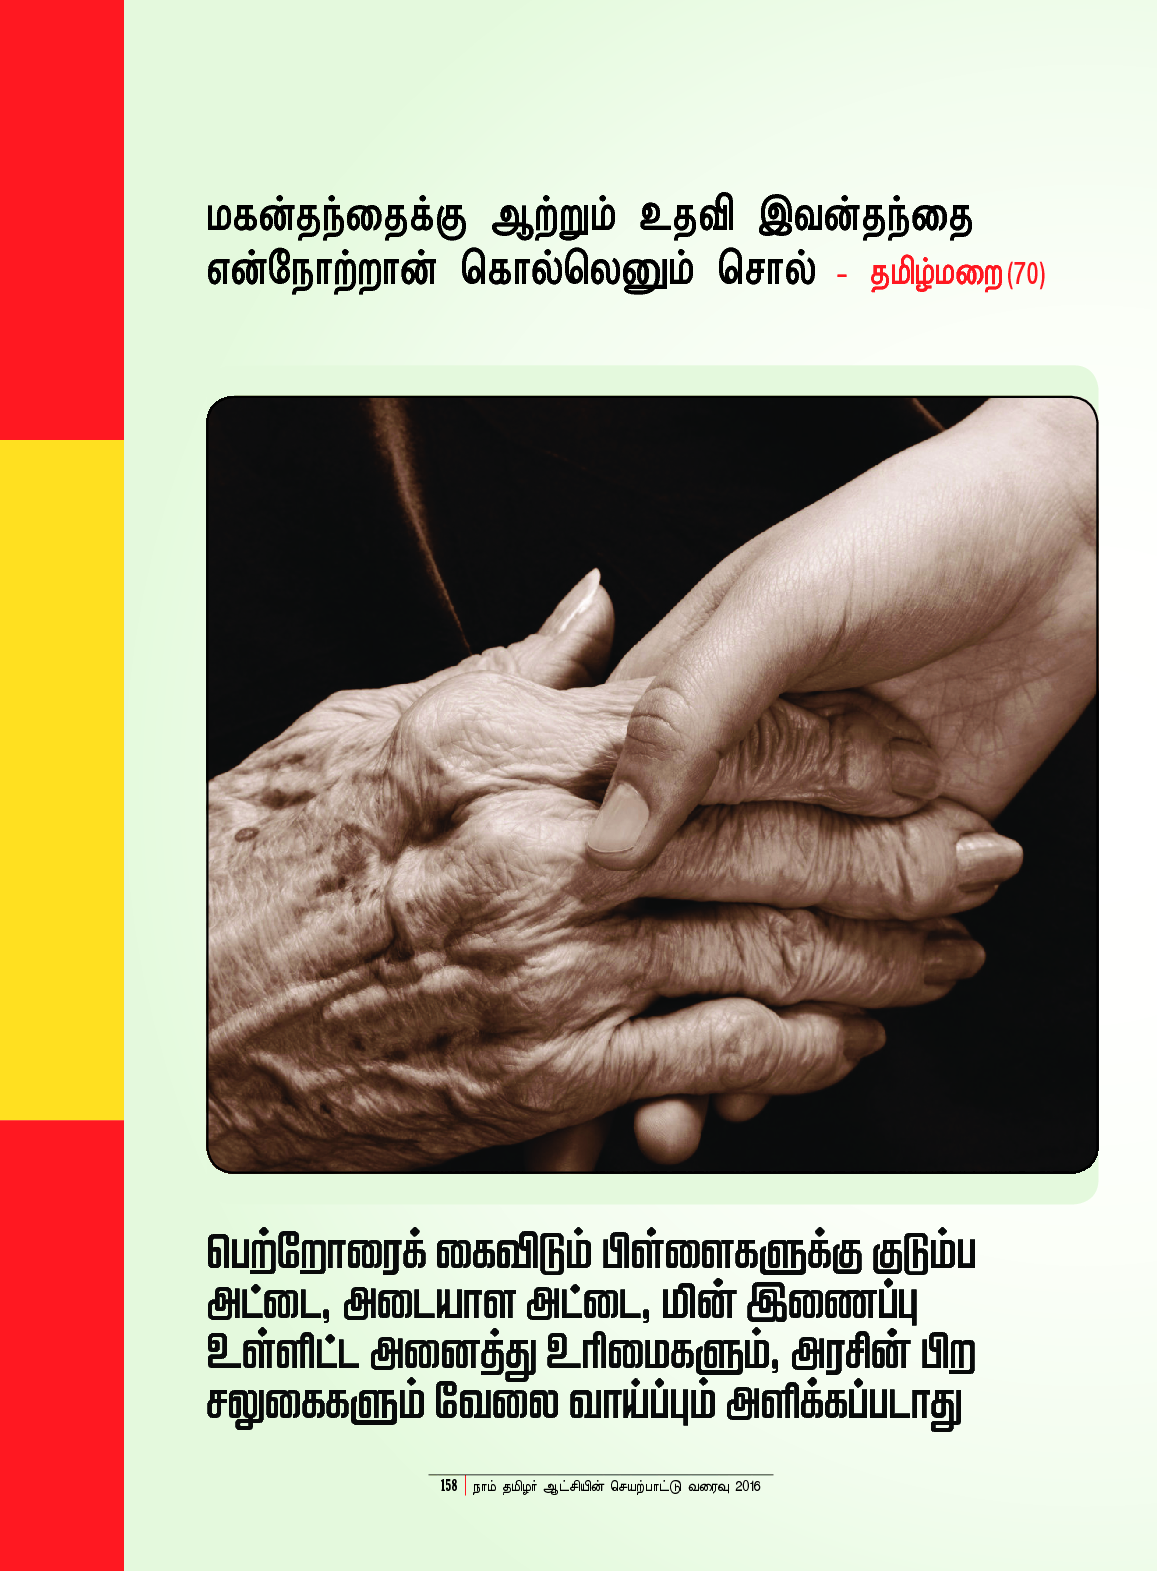 மகன்தந்தைக்கு ஆற்றும் உதவி இவன்தந்தை
என்நோற்றான் கொல்லெனும் சொல் - தமிழ்மறை (70)
பெற்றோரைக் கைவிடும் பிள்ளைகளுக்கு குடும்ப
அட்டை, அடையாள அட்டை, மின் இணைப்பு
உள்ளிட்ட அனைத்து உரிமைகளும், அரசின் பிற
சலுகைகளும் வேலை வாய்ப்பும் அளிக்கப்படாது
158 நாம் தமிழர் ஆட்சியின் செயற்பாட்டு வரைவு 2016